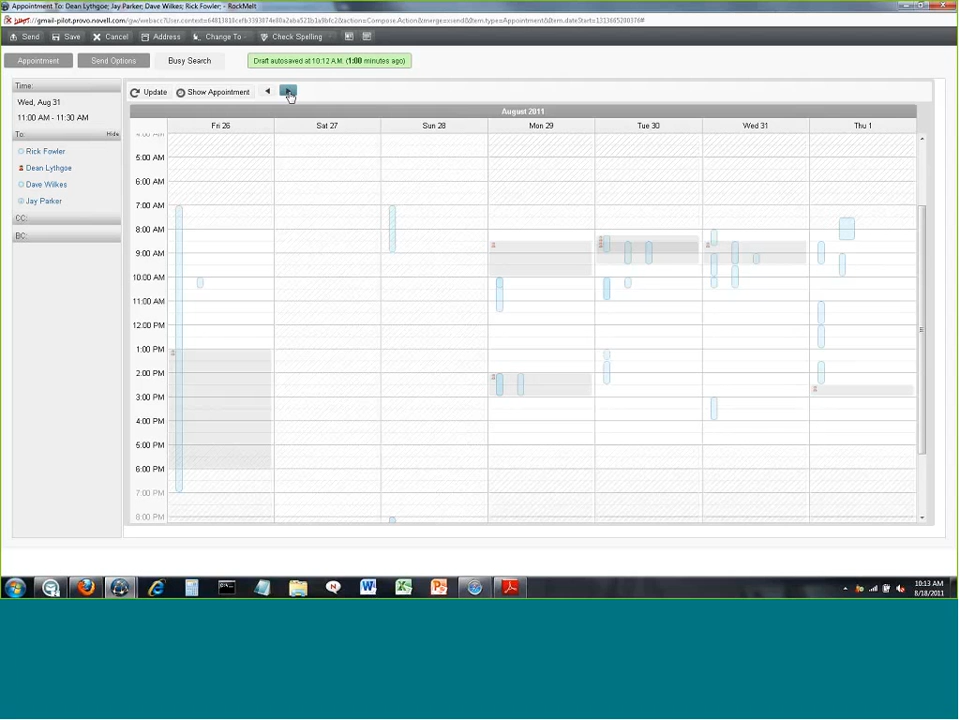 Appointment To: Dean Lythgoe; Jay Parker; Dave Wilkes; Rick Fowler; - RockMelt
Send Save Cancel Address Change To Check Spelling
Appointment Send Options Busy Search Draft autosaved at 10:12 A.M. (1:00 minutes ago)
Time:
Wed, Aug 31
11:00 AM - 11:30 AM
To: Hide
Rick Fowler
Dean Lythgoe
Dave Wilkes
Jay Parker
CC:
BC:
Update Show Appointment
August 2011
Fri 26 Sat 27 Sun 28 Mon 29 Tue 30 Wed 31 Thu 1
4:00 AM
5:00 AM
6:00 AM
7:00 AM
8:00 AM
9:00 AM
10:00 AM
11:00 AM
12:00 PM
1:00 PM
2:00 PM
3:00 PM
4:00 PM
5:00 PM
6:00 PM
7:00 PM
8:00 PM
10:13 AM
8/18/2011